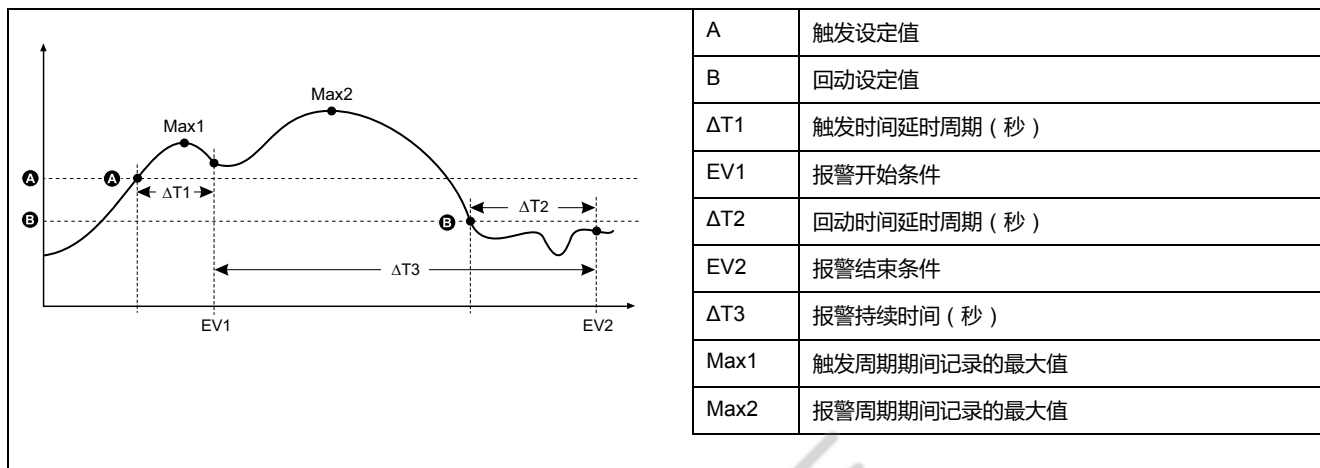 Max2
Max1
A
A
ΔT1
B
B
ΔT2
ΔT3
EV1
EV2
A 触发设定值
B 回动设定值
ΔT1 触发时间延时周期（秒）
EV1 报警开始条件
ΔT2 回动时间延时周期（秒）
EV2 报警结束条件
ΔT3 报警持续时间（秒）
Max1 触发周期期间记录的最大值
Max2 报警周期期间记录的最大值